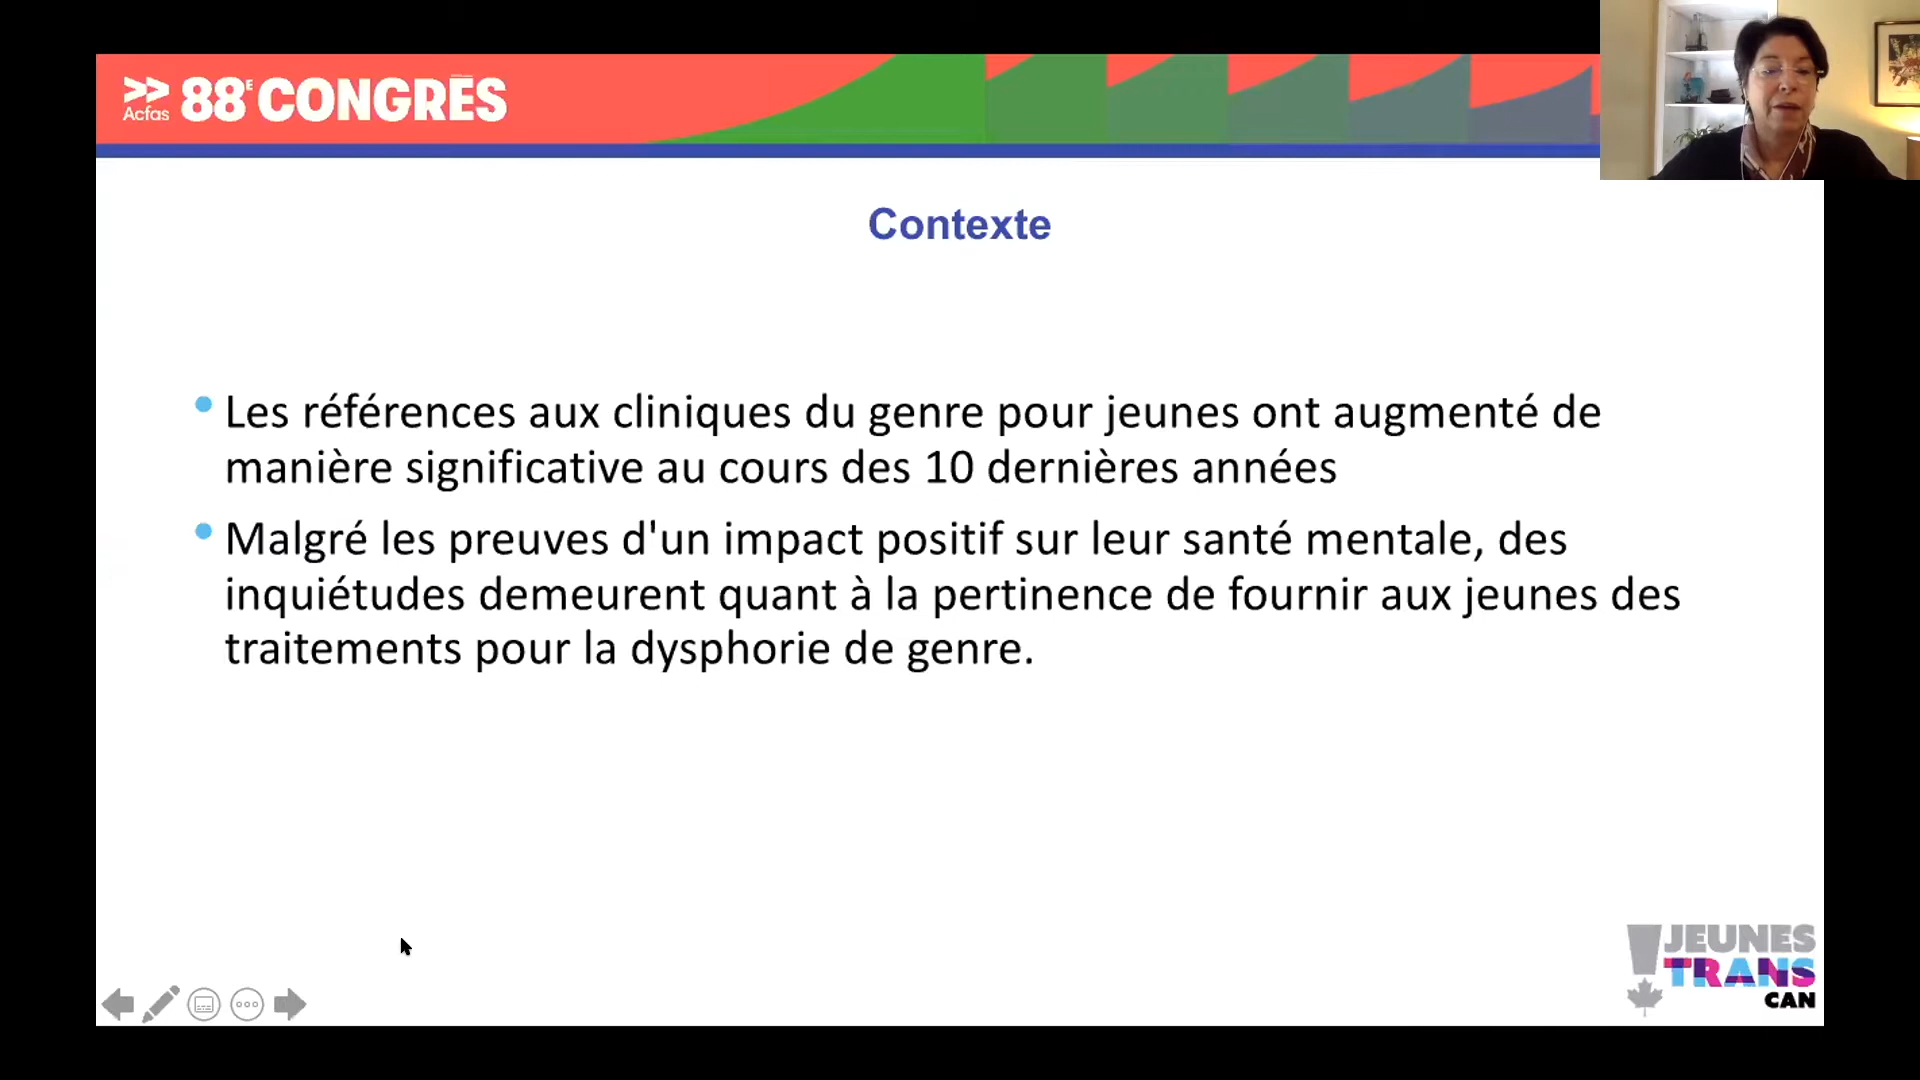 Acfas
88E CONGRÈS
Contexte
Les références aux cliniques du genre pour jeunes ont augmenté de
manière significative au cours des 10 dernières années
Malgré les preuves d'un impact positif sur leur santé mentale, des
inquiétudes demeurent quant à la pertinence de fournir aux jeunes des
traitements pour la dysphorie de genre.
JEUNES
TRANS
CAN